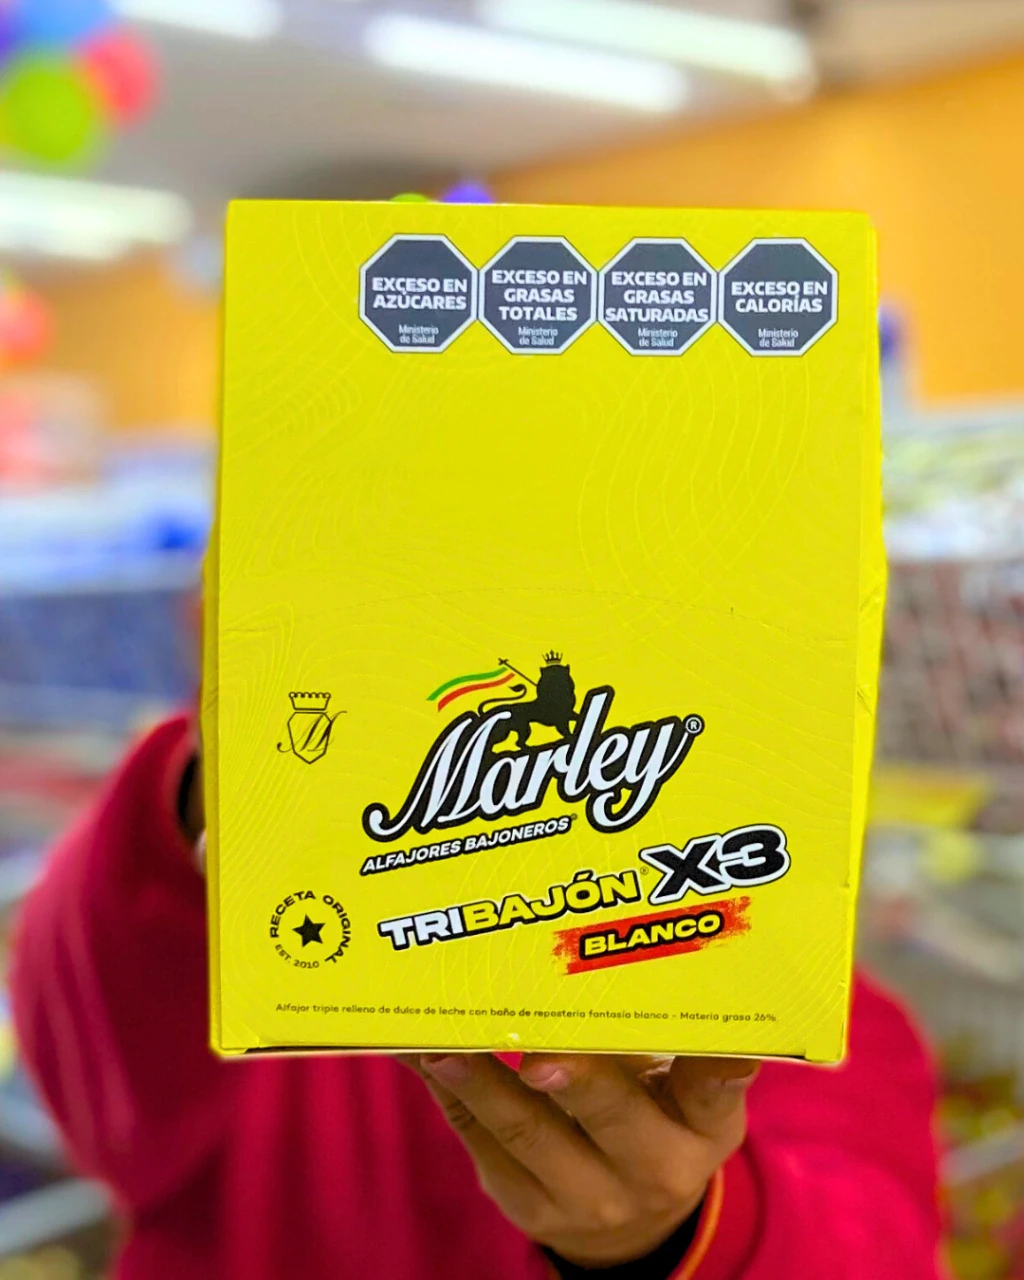 EXCESO EN
AZÚCARES
Ministerio
de Salud
EXCESO EN
GRASAS
TOTALES
Ministerio
de Salud
EXCESO EN
GRASAS
SATURADAS
Ministerio
de Salud
EXCESO EN
CALORÍAS
Ministerio
de Salud
M
Marley®
ALFAJORES BAJONEROS®
TRIBAJÓN® X3
BLANCO
RECETA ORIGINAL
EST. 2010
Alfajor triple relleno de dulce de leche con baño de repostería fantasía blanco - Materia grasa 26%.